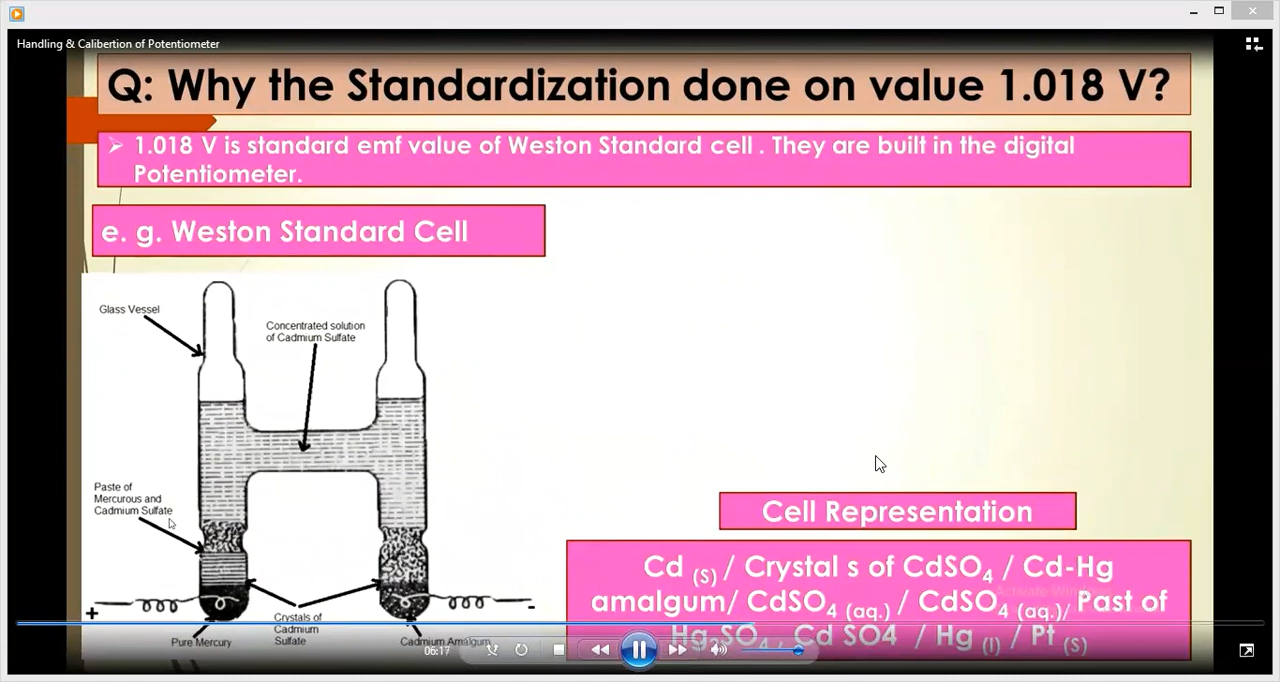 Handling & Calibertion of Potentiometer
Q: Why the Standardization done on value 1.018 V?
➢ 1.018 V is standard emf value of Weston Standard cell . They are built in the digital
Potentiometer.
e. g. Weston Standard Cell
Glass Vessel
Concentrated solution
of Cadmium Sulfate
Paste of
Mercurous and
Cadmium Sulfate
+
-
Crystals of
Cadmium
Sulfate
Pure Mercury
Cadmium Amalgum
Cell Representation
Cd (S) / Crystal s of CdSO4 / Cd-Hg
amalgum/ CdSO4 (aq.) / CdSO4 (aq.)/ Past of
Hg2SO4 , Cd SO4 / Hg (l) / Pt (S)
06:17